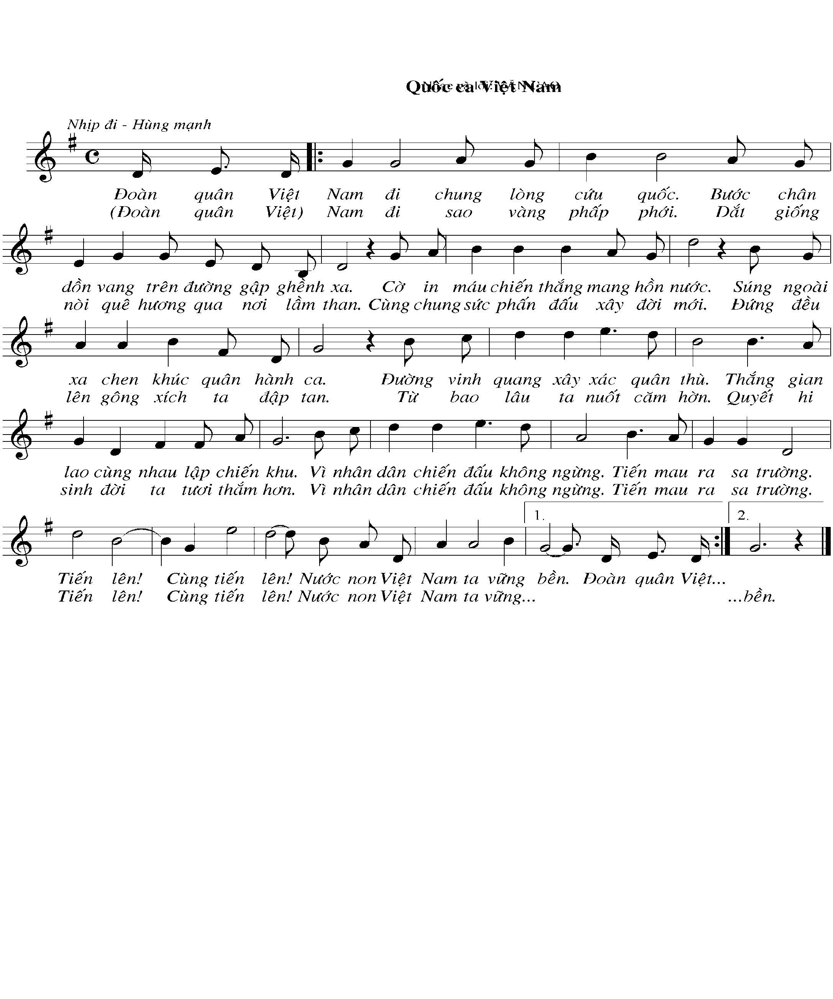 Quốc ca Việt Nam
Nhạc và lời: VĂN CAO
Nhịp đi - Hùng mạnh
Đoàn quân Việt Nam đi chung lòng cứu quốc. Bước chân
(Đoàn quân Việt) Nam đi sao vàng phấp phới. Dắt giống
dồn vang trên đường gập ghềnh xa. Cờ in máu chiến thắng mang hồn nước. Súng ngoài
nòi quê hương qua nơi lầm than. Cùng chung sức phấn đấu xây đời mới. Đứng đều
xa chen khúc quân hành ca. Đường vinh quang xây xác quân thù. Thắng gian
lên gông xích ta đập tan. Từ bao lâu ta nuốt căm hờn. Quyết hi
lao cùng nhau lập chiến khu. Vì nhân dân chiến đấu không ngừng. Tiến mau ra sa trường.
sinh đời ta tươi thắm hơn. Vì nhân dân chiến đấu không ngừng. Tiến mau ra sa trường.
1. 2.
Tiến lên! Cùng tiến lên! Nước non Việt Nam ta vững bền. Đoàn quân Việt...
Tiến lên! Cùng tiến lên! Nước non Việt Nam ta vững... ...bền.